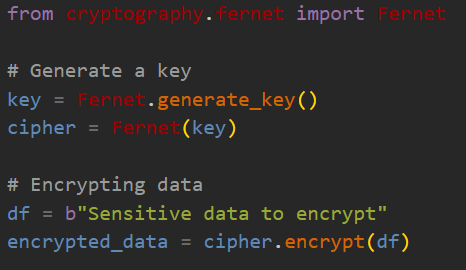 from cryptography.fernet import Fernet
# Generate a key
key = Fernet.generate_key()
cipher = Fernet(key)
# Encrypting data
df = b"Sensitive data to encrypt"
encrypted_data = cipher.encrypt(df)